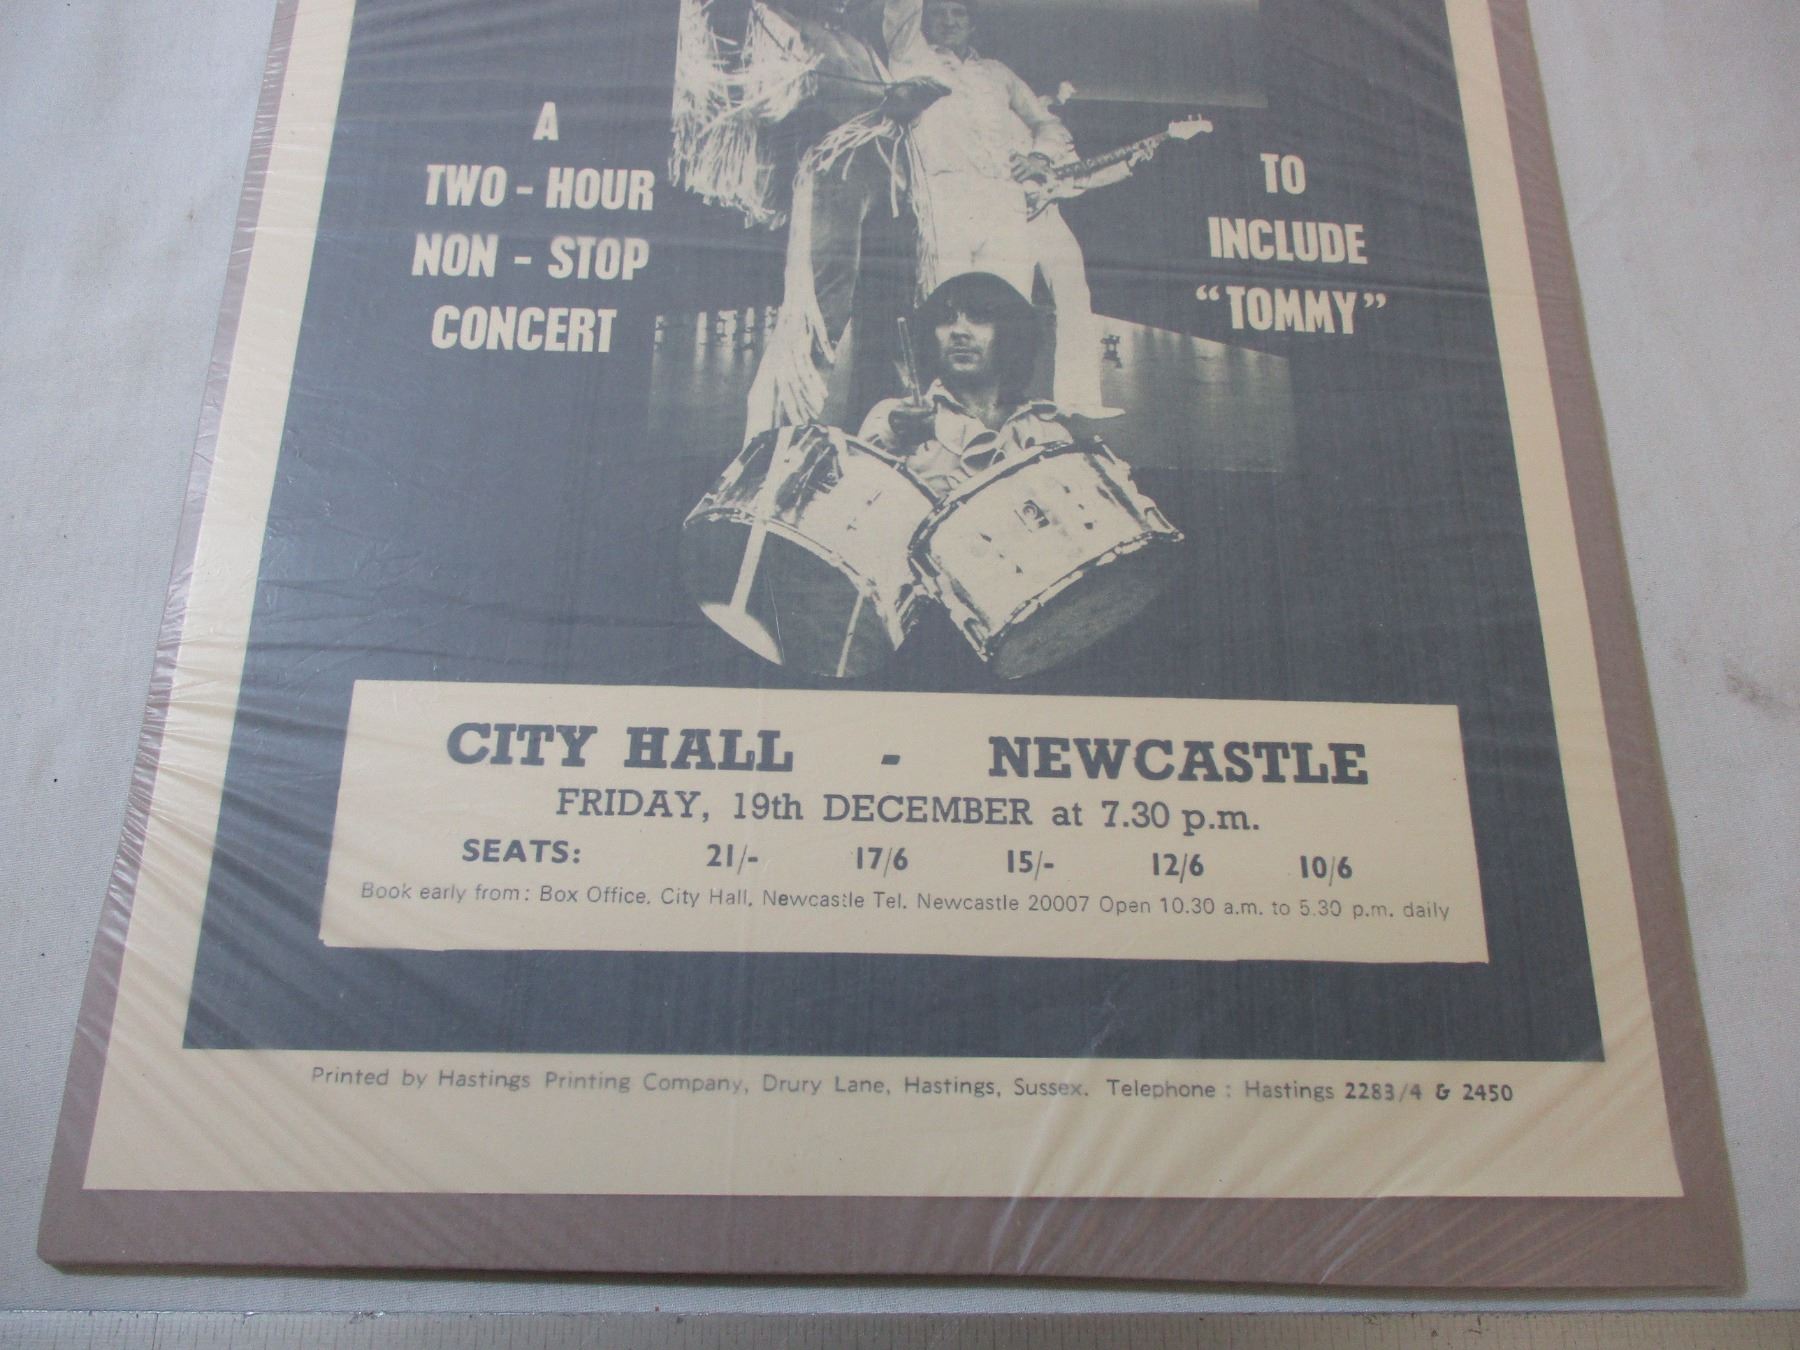 A
TWO - HOUR
NON - STOP
CONCERT
TO
INCLUDE
“TOMMY”
CITY HALL - NEWCASTLE
FRIDAY, 19th DECEMBER at 7.30 p.m.
SEATS: 21/- 17/6 15/- 12/6 10/6
Book early from: Box Office, City Hall, Newcastle Tel. Newcastle 20007 Open 10.30 a.m. to 5.30 p.m. daily
Printed by Hastings Printing Company, Drury Lane, Hastings, Sussex. Telephone : Hastings 2283/4 & 2450